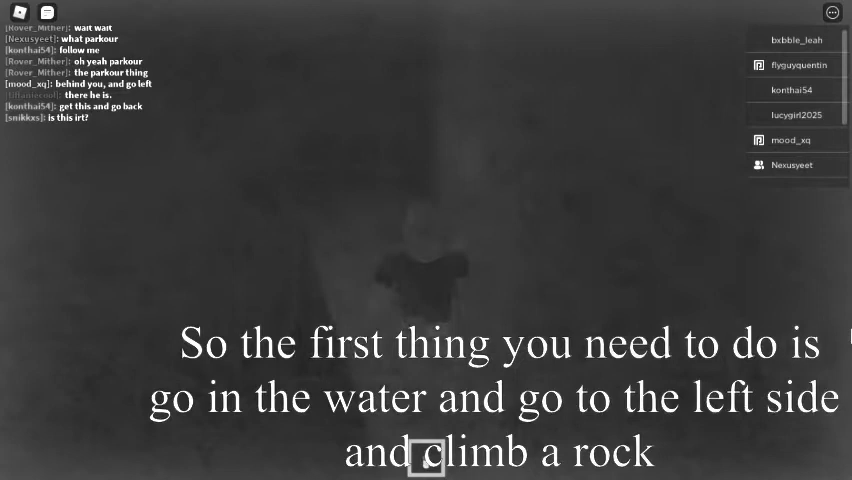 [Rover_Mither]: wait wait
[Nexusyeet]: what parkour
[konthai54]: follow me
[Rover_Mither]: oh yeah parkour
[Rover_Mither]: the parkour thing
[mood_xq]: behind you, and go left
there he is.
[konthai54]: get this and go back
[snikkxs]: is this irt?
bxbble_leah
flyguyquentin
konthai54
lucygirl2025
mood_xq
Nexusyeet
So the first thing you need to do is
go in the water and go to the left side
and climb a rock